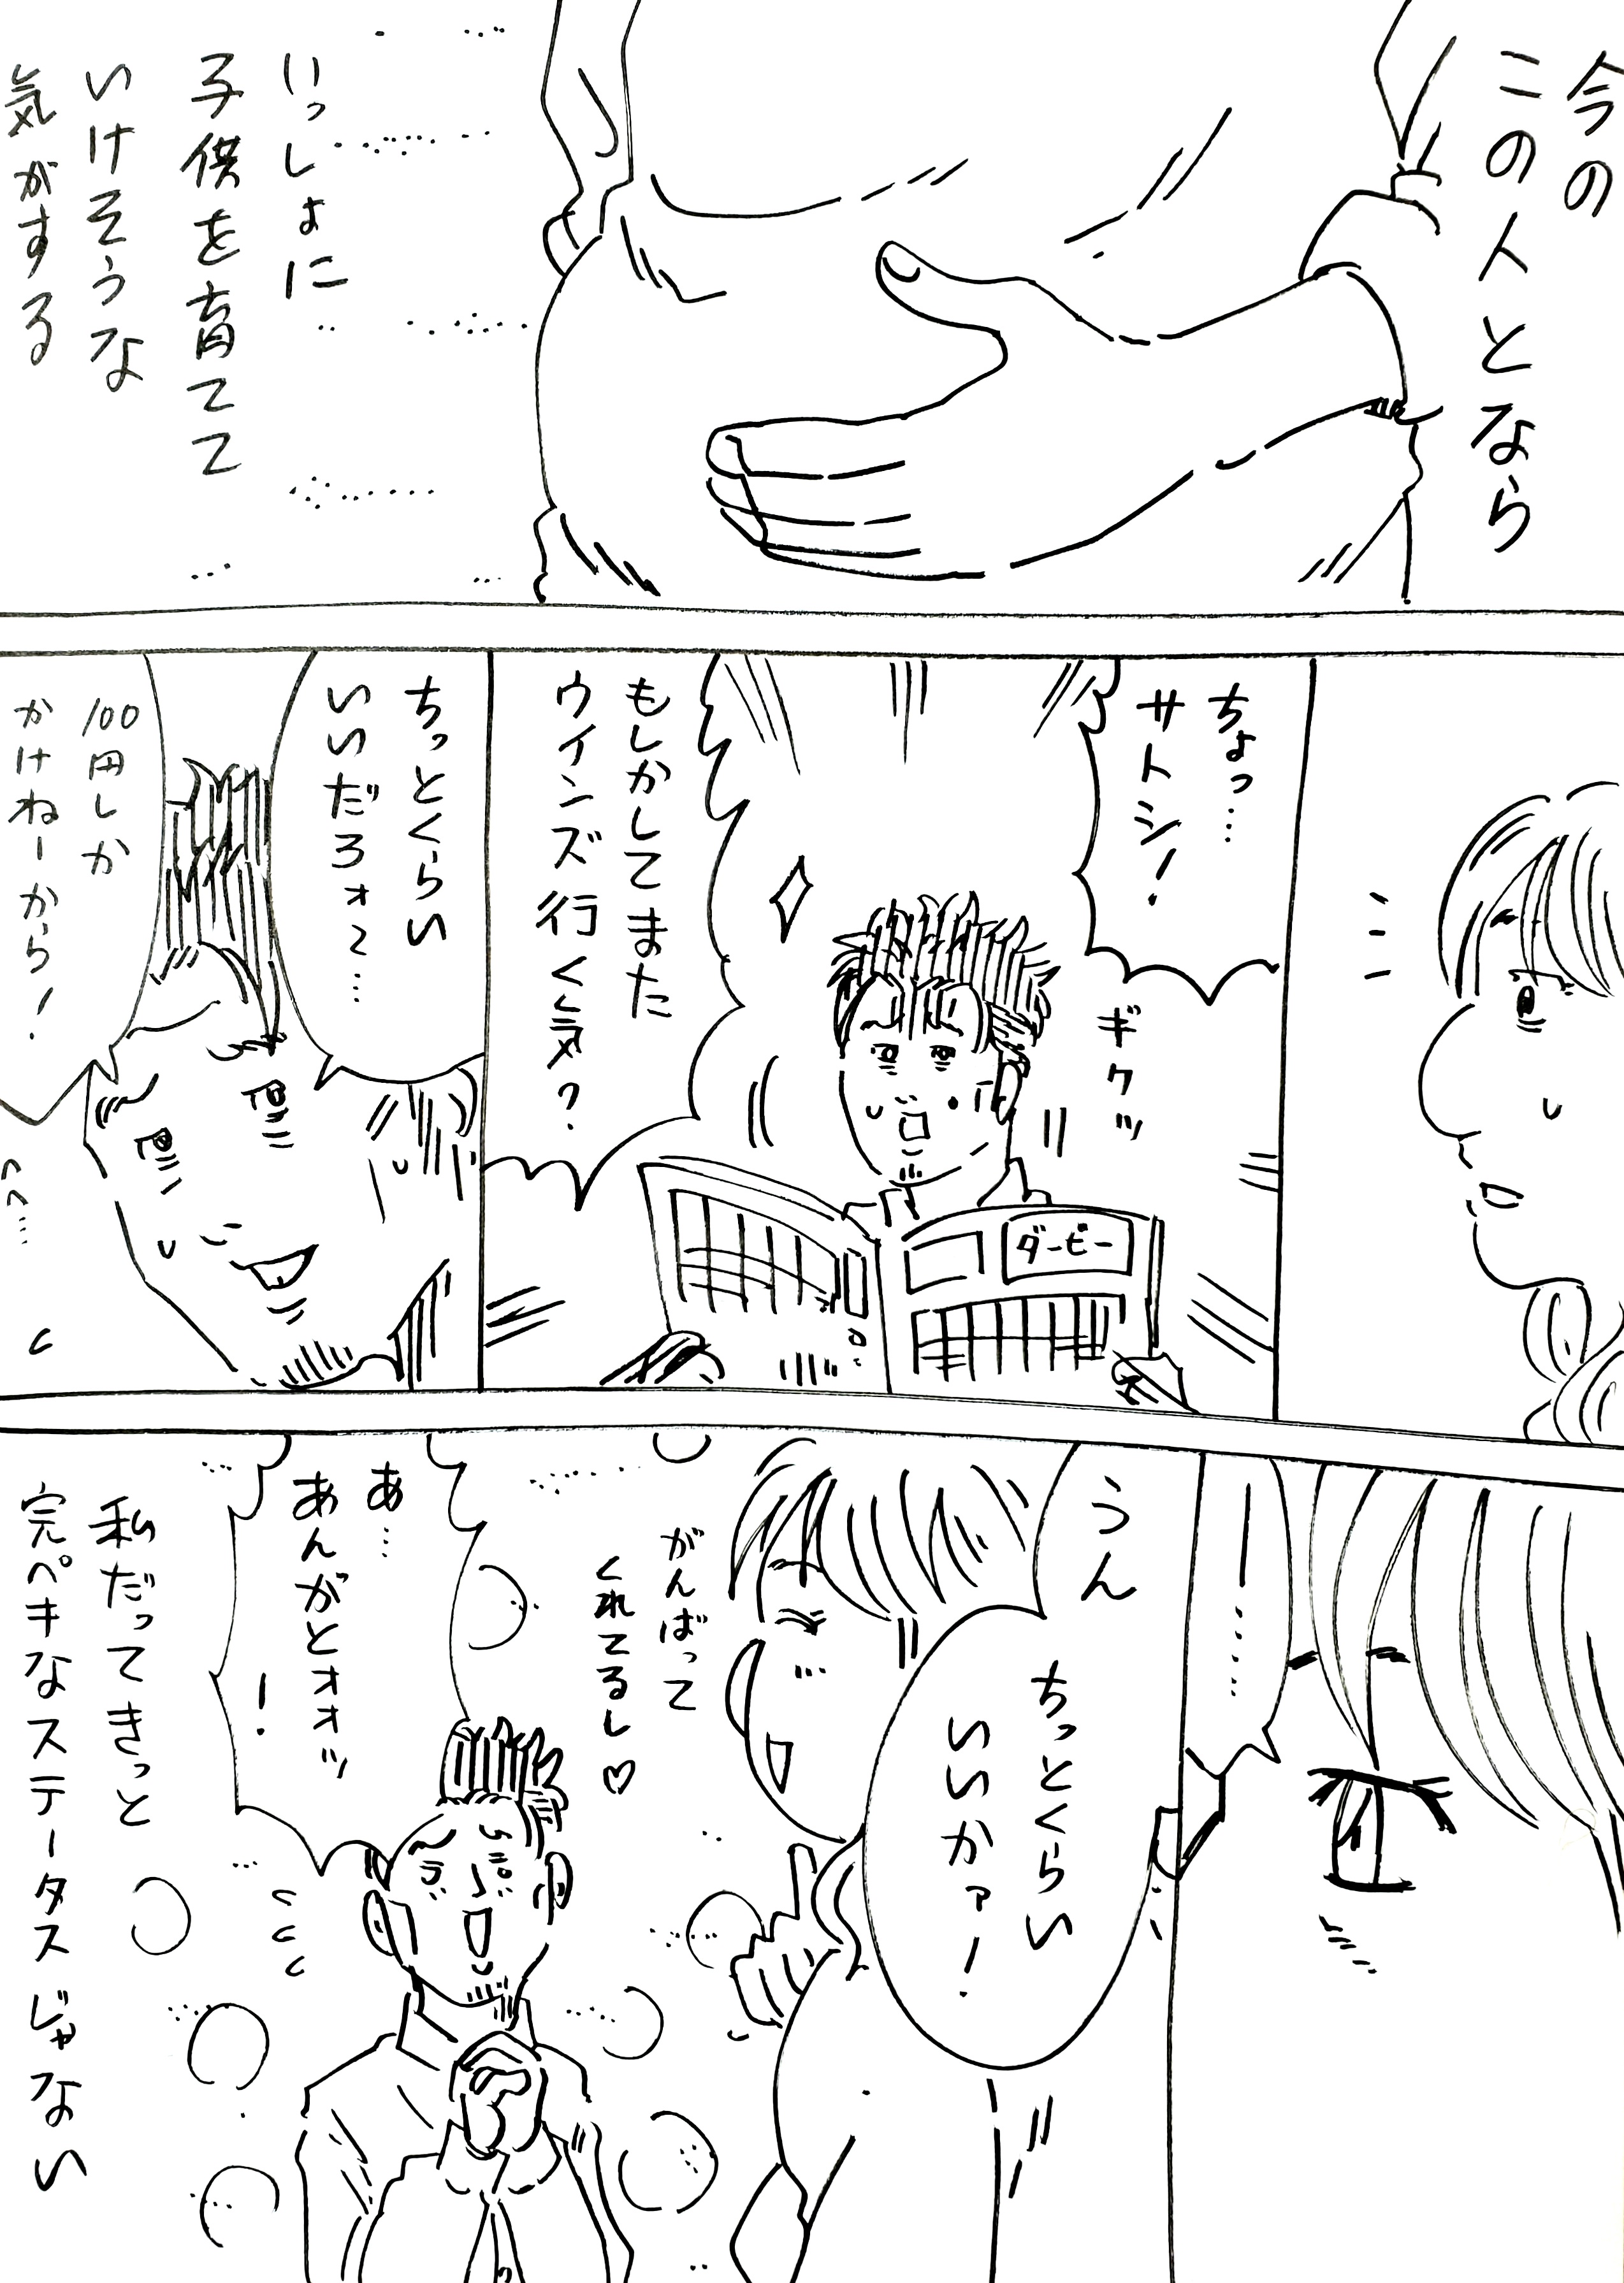 今の
この人となら
いっしょに
子供を育てて
いけそうな
気がする
ちょっ…
サトシ!
ギクッ
もしかしてまた
ウインズ行く気?
ダービー
ちっとくらい
いいだろォ~…
100円しか
かけねーから!
へへ…
ー……
うん
ちっとくらい
いいかァー.
がんばって
くれてるし♡
あ…
あんがとォォッ
!
私だってきっと
完ペキなステータスじゃない